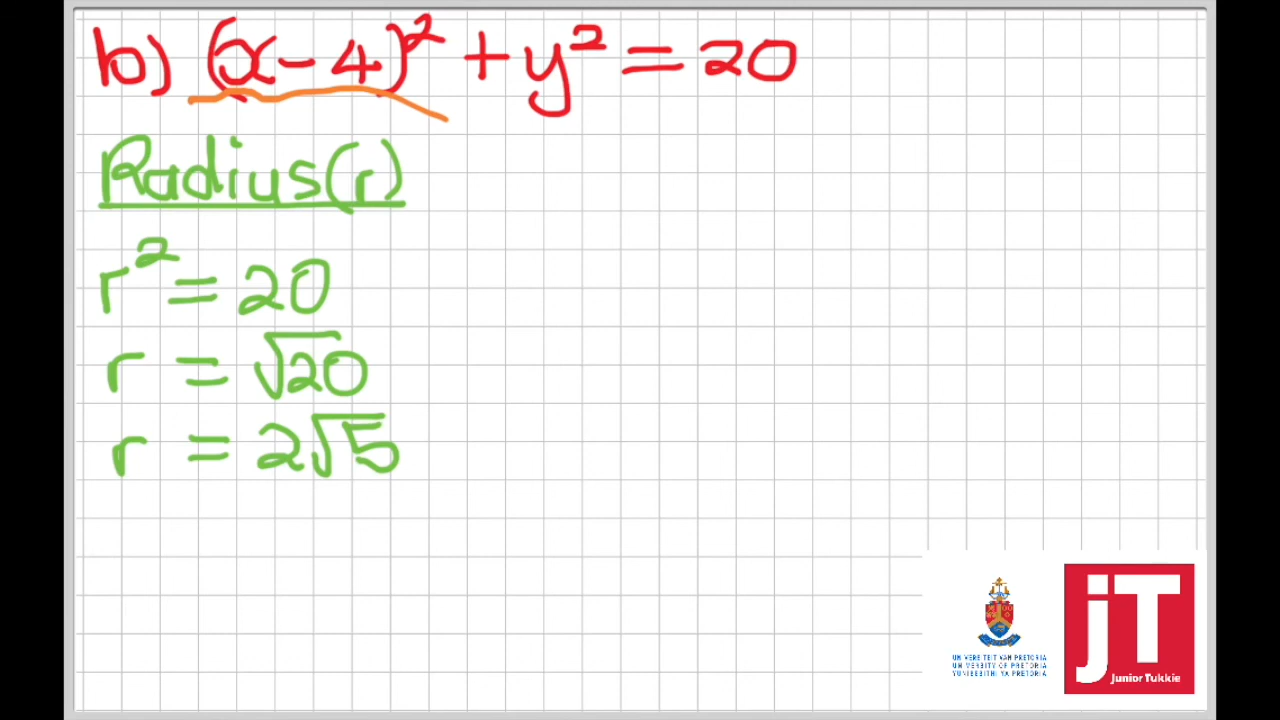 b) (x-4)² + y² = 20
Radius(r)
r² = 20
r = √20
r = 2√5
UNIVERSITEIT VAN PRETORIA
UNIVERSITY OF PRETORIA
YUNIBESITHI YA PRETORIA
jT
Junior Tukkie